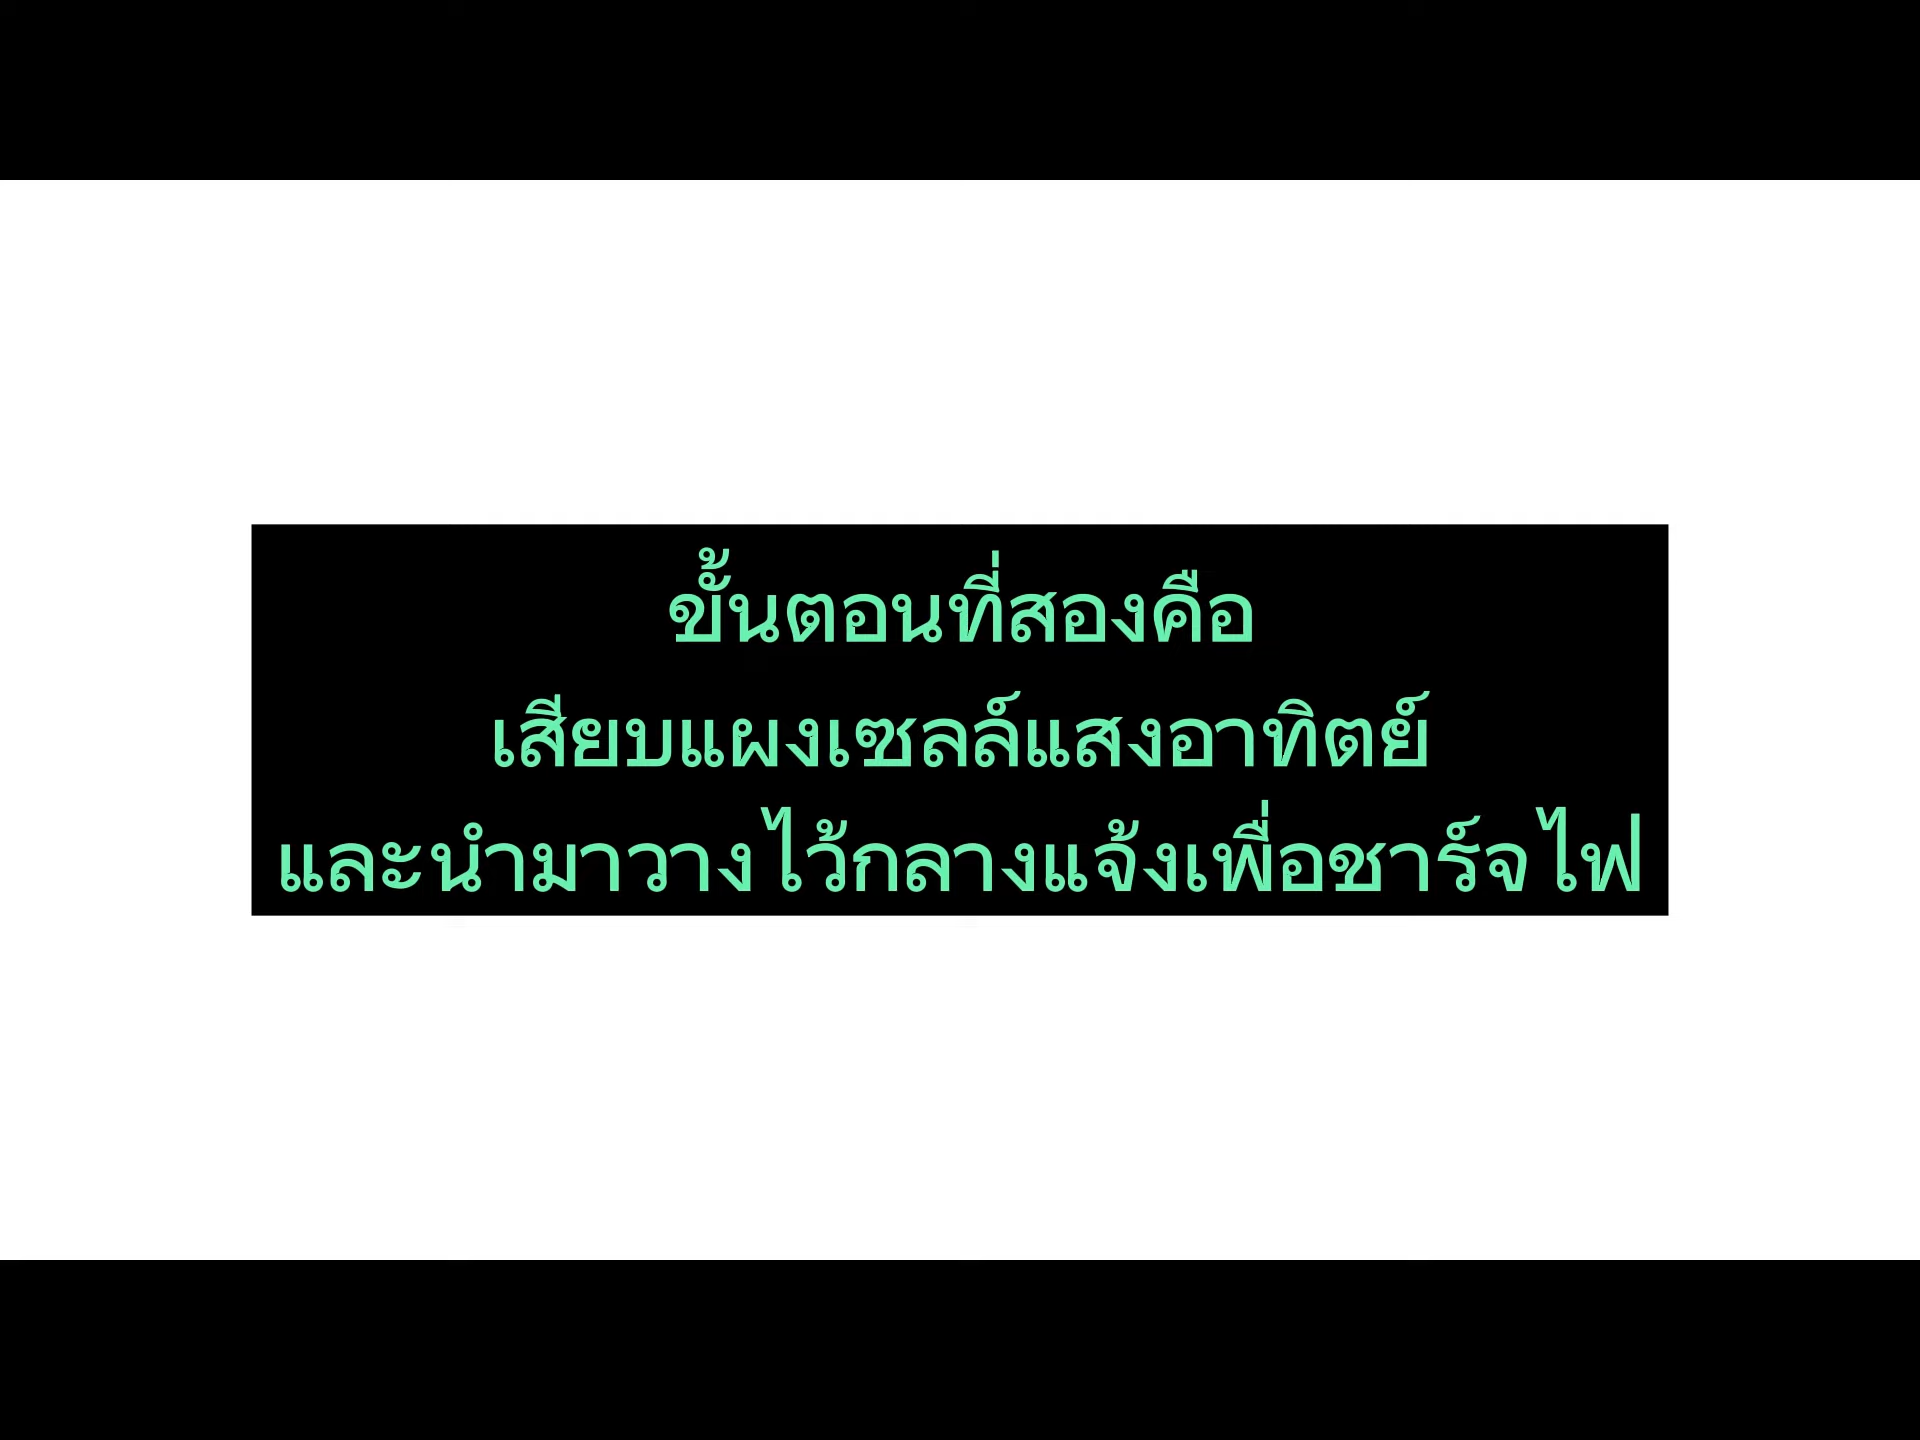 ขั้นตอนที่สองคือ
เสียบแผงเซลล์แสงอาทิตย์
และนำมาวางไว้กลางแจ้งเพื่อชาร์จไฟ